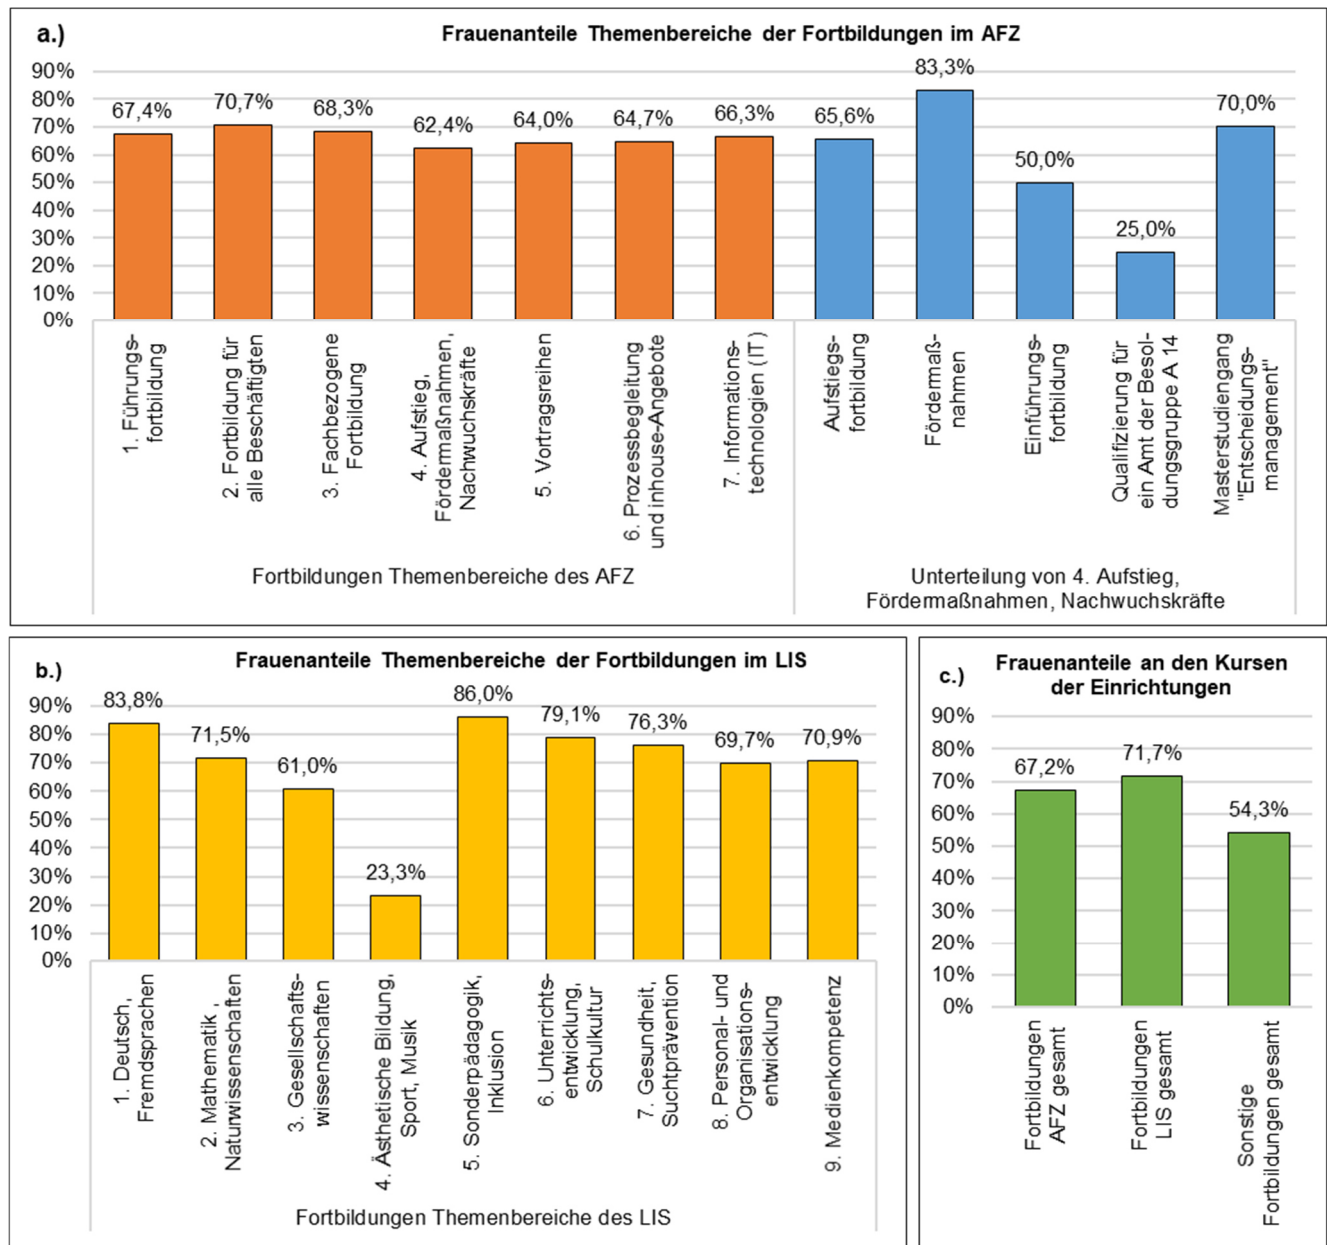 a.)
Frauenanteile Themenbereiche der Fortbildungen im AFZ
90%
80%
70%
60%
50%
40%
30%
20%
10%
0%
67,4%
70,7%
68,3%
62,4%
64,0%
64,7%
66,3%
65,6%
83,3%
50,0%
25,0%
70,0%
1. Führungs-
fortbildung
2. Fortbildung für
alle Beschäftigten
3. Fachbezogene
Fortbildung
4. Aufstieg,
Fördermaßnahmen,
Nachwuchskräfte
5. Vortragsreihen
6. Prozessbegleitung
und inhouse-Angebote
7. Informations-
technologien (IT)
Aufstiegs-
fortbildung
Fördermaß-
nahmen
Einführungs-
fortbildung
Qualifizierung für
ein Amt der Besol-
dungsgruppe A 14
Masterstudiengang
"Entscheidungs-
management"
Fortbildungen Themenbereiche des AFZ
Unterteilung von 4. Aufstieg,
Fördermaßnahmen, Nachwuchskräfte
b.)
Frauenanteile Themenbereiche der Fortbildungen im LIS
90%
80%
70%
60%
50%
40%
30%
20%
10%
0%
83,8%
71,5%
61,0%
23,3%
86,0%
79,1%
76,3%
69,7%
70,9%
1. Deutsch,
Fremdsprachen
2. Mathematik ,
Naturwissenschaften
3. Gesellschafts-
wissenschaften
4. Ästhetische Bildung,
Sport, Musik
5. Sonderpädagogik,
Inklusion
6. Unterrichts-
entwicklung,
Schulkultur
7. Gesundheit,
Suchtprävention
8. Personal- und
Organisations-
entwicklung
9. Medienkompetenz
Fortbildungen Themenbereiche des LIS
c.)
Frauenanteile an den Kursen
der Einrichtungen
90%
80%
70%
60%
50%
40%
30%
20%
10%
0%
67,2%
71,7%
54,3%
Fortbildungen
AFZ gesamt
Fortbildungen
LIS gesamt
Sonstige
Fortbildungen gesamt